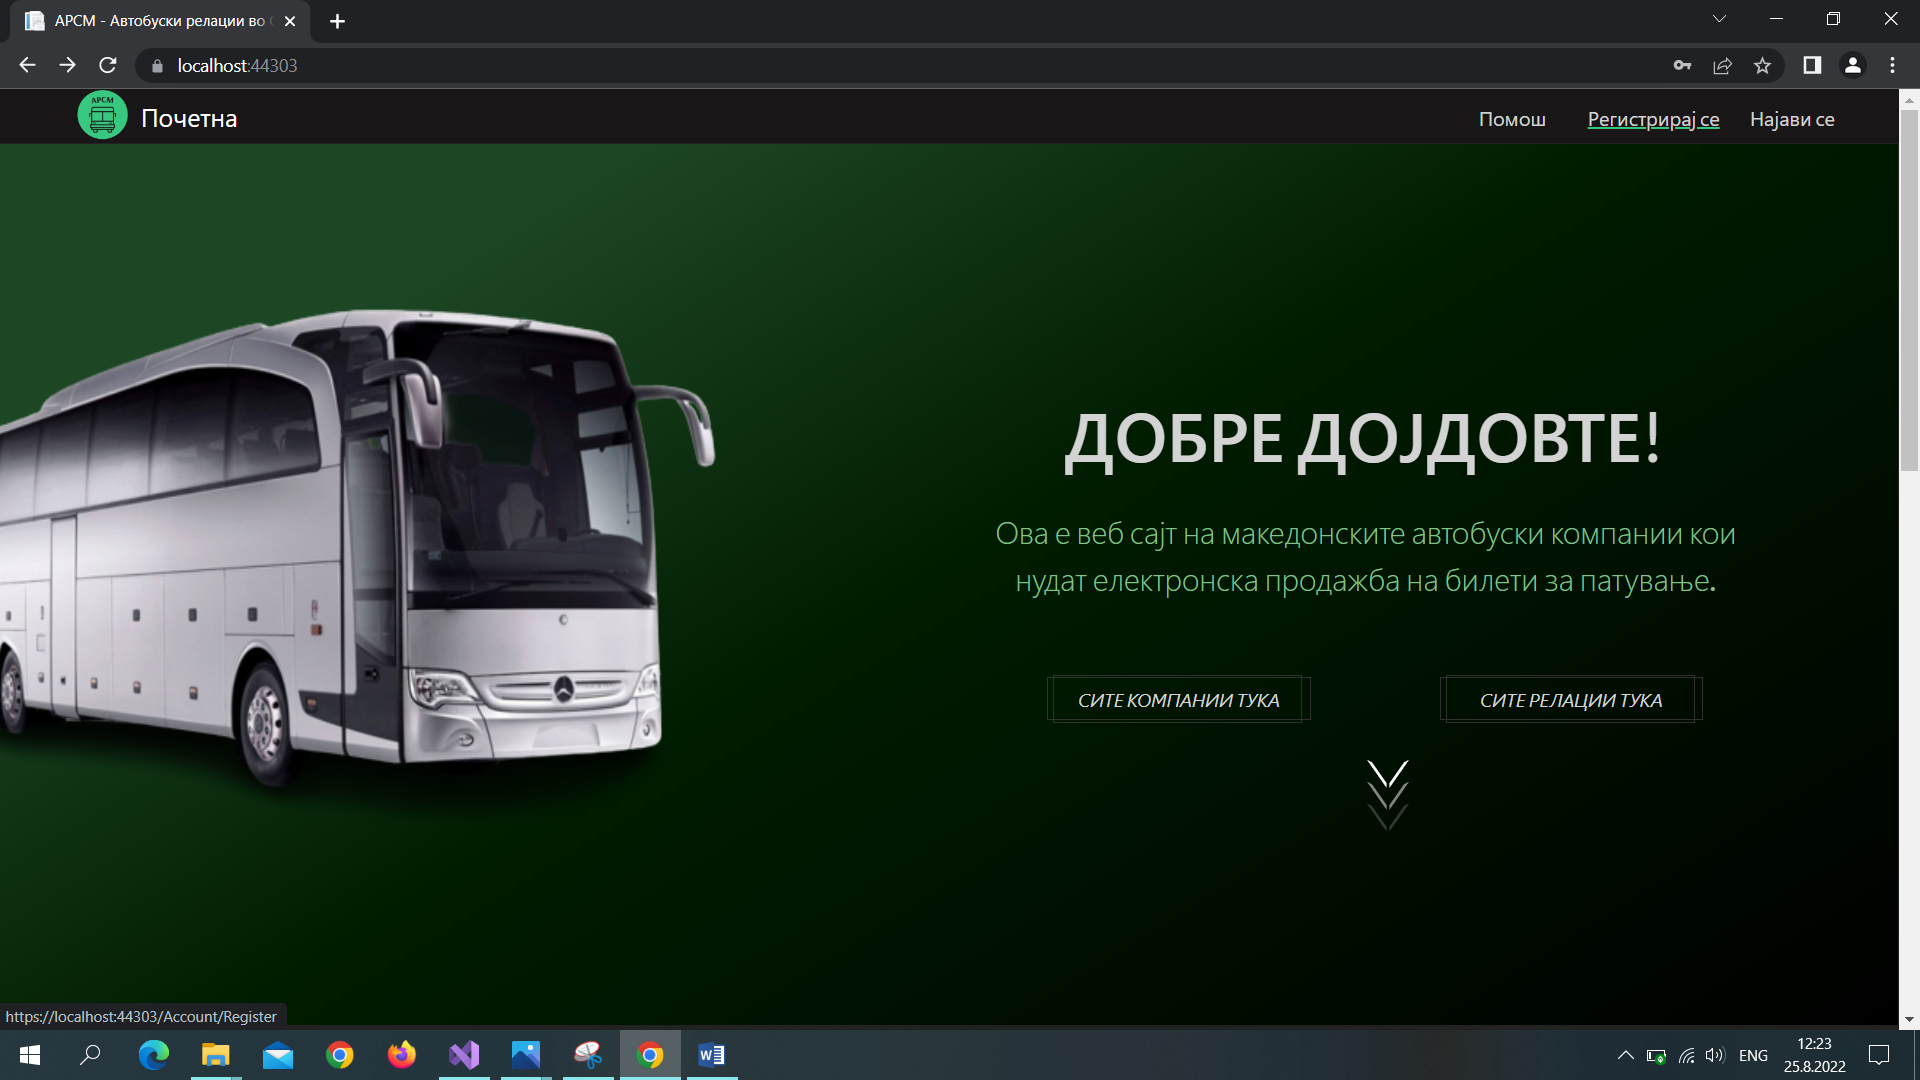 АРСМ - Автобуски релации во
localhost:44303
АРСМ
Почетна
Помош
Регистрирај се
Најави се
ДОБРЕ ДОЈДОВТЕ!
Ова е веб сајт на македонските автобуски компании кои
нудат електронска продажба на билети за патување.
СИТЕ КОМПАНИИ ТУКА
СИТЕ РЕЛАЦИИ ТУКА
https://localhost:44303/Account/Register
ENG
12:23
25.8.2022